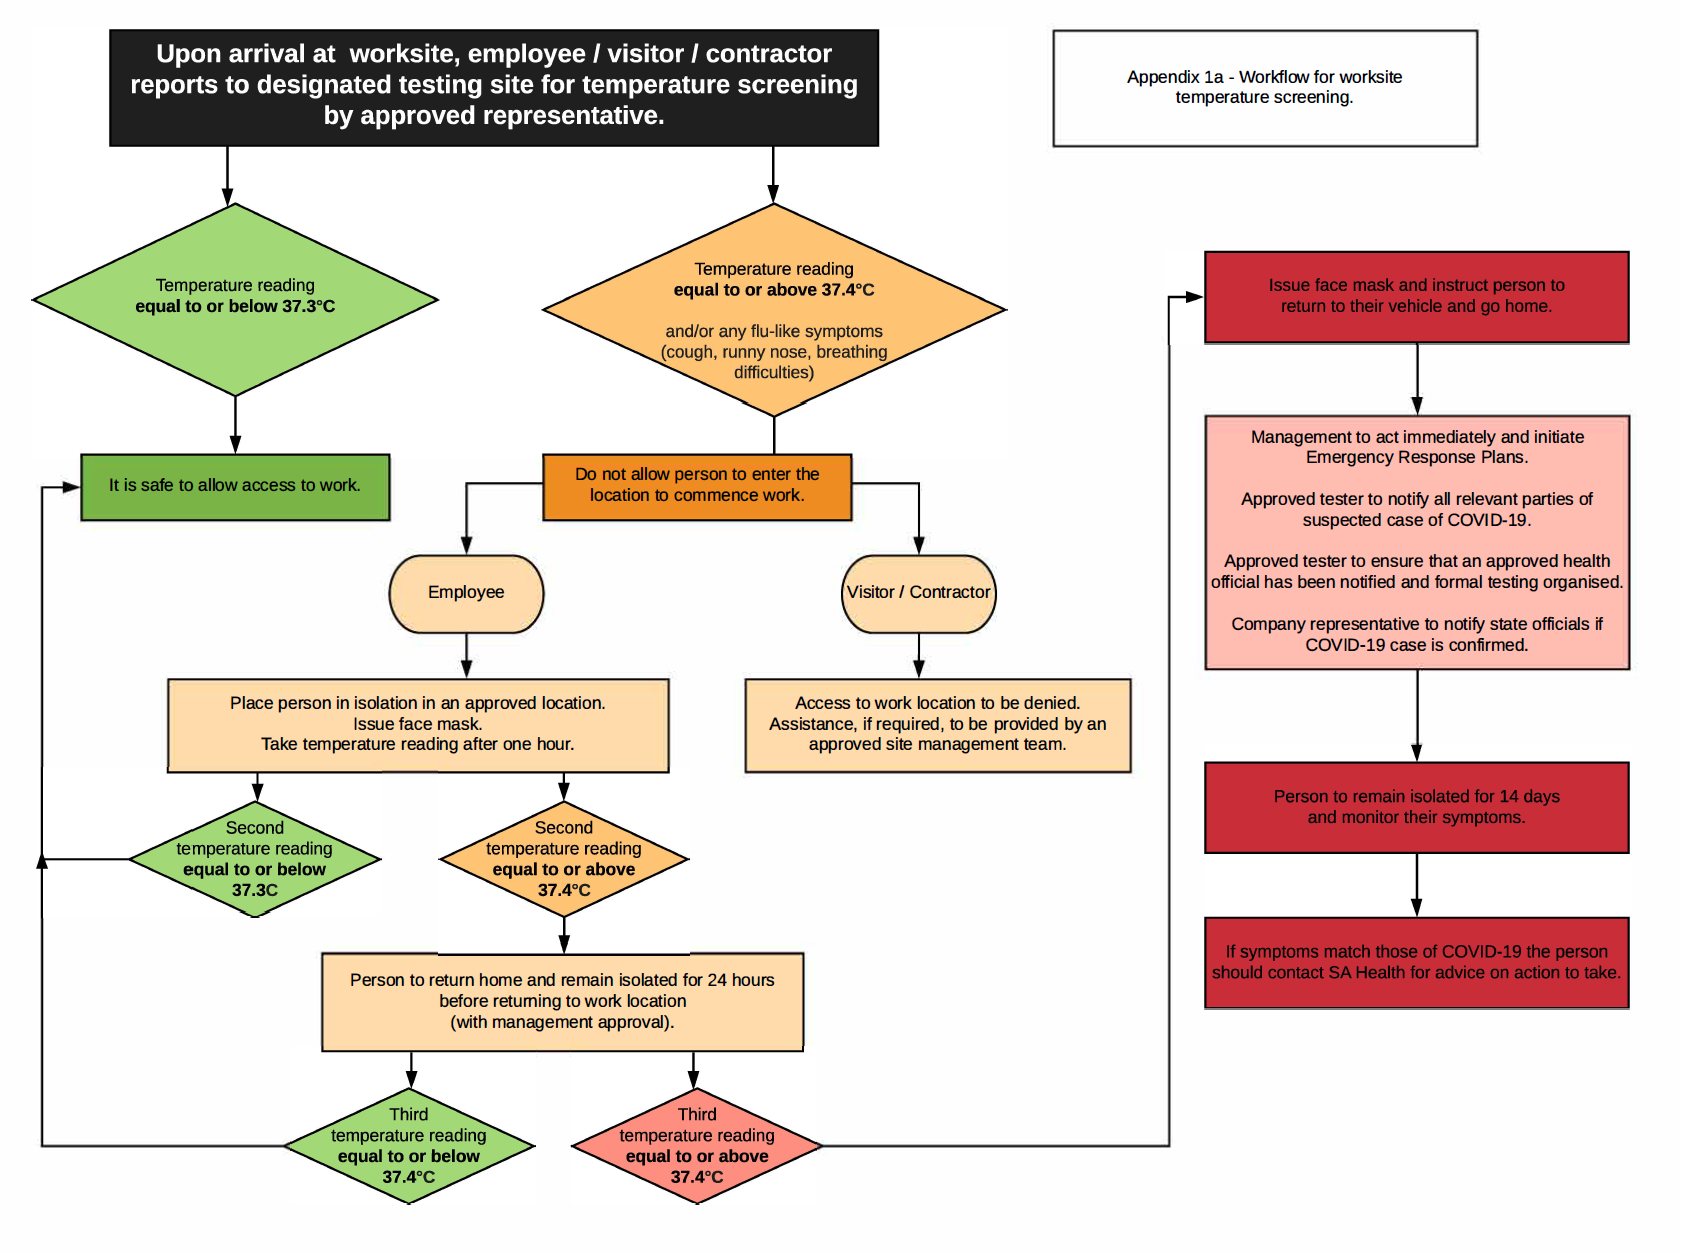 Upon arrival at  worksite, employee / visitor / contractor
reports to designated testing site for temperature screening
by approved representative.
Appendix 1a - Workflow for worksite
temperature screening.
Temperature reading
equal to or below 37.3°C
Temperature reading
equal to or above 37.4°C
and/or any flu-like symptoms
(cough, runny nose, breathing
difficulties)
It is safe to allow access to work.
Do not allow person to enter the
location to commence work.
Employee
Visitor / Contractor
Place person in isolation in an approved location.
Issue face mask.
Take temperature reading after one hour.
Access to work location to be denied.
Assistance, if required, to be provided by an
approved site management team.
Second
temperature reading
equal to or below
37.3C
Second
temperature reading
equal to or above
37.4°C
Person to return home and remain isolated for 24 hours
before returning to work location
(with management approval).
Third
temperature reading
equal to or below
37.4°C
Third
temperature reading
equal to or above
37.4°C
Issue face mask and instruct person to
return to their vehicle and go home.
Management to act immediately and initiate
Emergency Response Plans.
Approved tester to notify all relevant parties of
suspected case of COVID-19.
Approved tester to ensure that an approved health
official has been notified and formal testing organised.
Company representative to notify state officials if
COVID-19 case is confirmed.
Person to remain isolated for 14 days
and monitor their symptoms.
If symptoms match those of COVID-19 the person
should contact SA Health for advice on action to take.